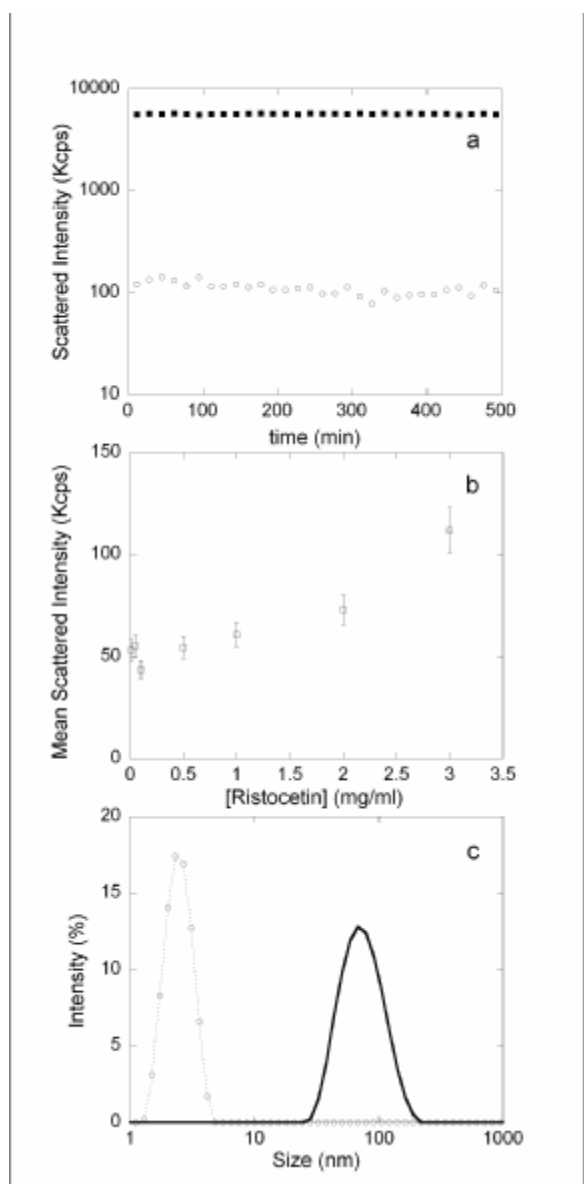 10000
1000
100
10
Scattered Intensity (Kcps)
a
0 100 200 300 400 500
time (min)
150
100
50
0
Mean Scattered Intensity (Kcps)
b
0 0.5 1 1.5 2 2.5 3 3.5
[Ristocetin] (mg/ml)
20
15
10
5
0
Intensity (%)
c
1 10 100 1000
Size (nm)